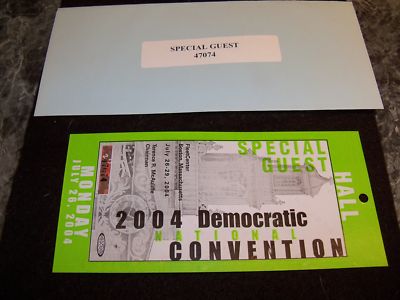 SPECIAL GUEST
47074
SPECIAL
GUEST
HALL
FleetCenter
Boston, Massachusetts
July 26-29, 2004
Terence R. McAuliffe
Chairman
2004 Democratic
NATIONAL
CONVENTION
MONDAY
JULY 26, 2004